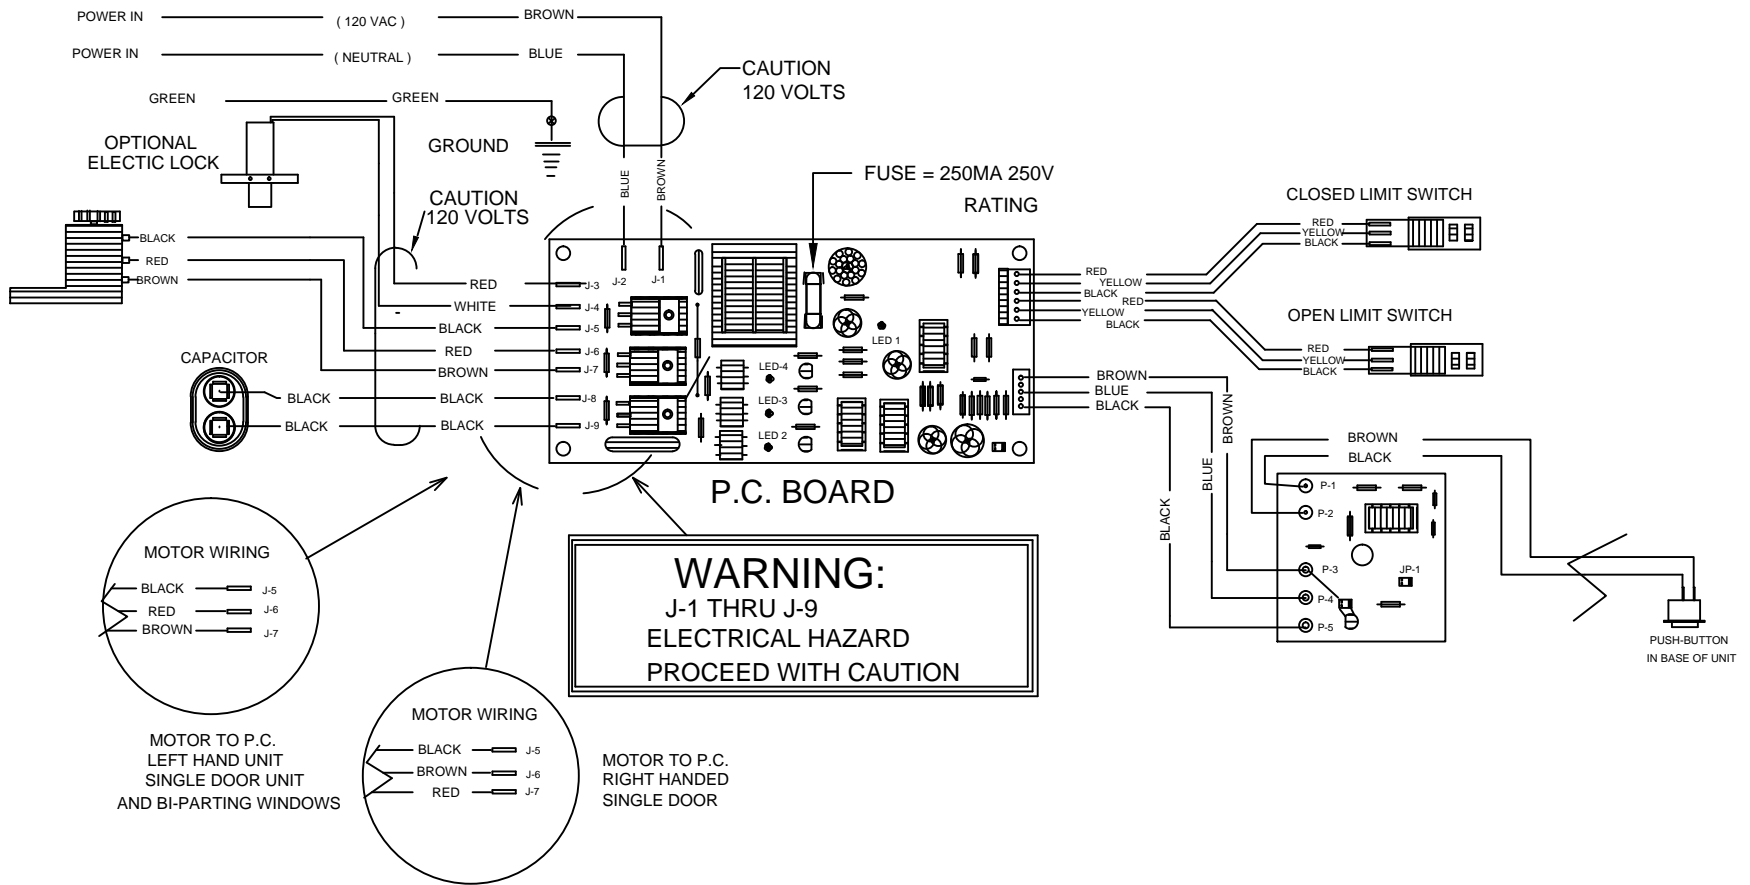 POWER IN ( 120 VAC ) BROWN
POWER IN ( NEUTRAL ) BLUE
GREEN GREEN
CAUTION
120 VOLTS
OPTIONAL
ELECTIC LOCK
GROUND
BLUE
BROWN
FUSE = 250MA 250V
RATING
CAUTION
120 VOLTS
BLACK
RED
BROWN
RED
WHITE
BLACK
RED
BROWN
CAPACITOR
BLACK BLACK
BLACK BLACK
J-2
J-1
J-3
J-4
J-5
J-6
J-7
J-8
J-9
LED 1
LED-4
LED-3
LED 2
P.C. BOARD
CLOSED LIMIT SWITCH
RED
YELLOW
BLACK
RED
YELLOW
BLACK
RED
YELLOW
BLACK
OPEN LIMIT SWITCH
RED
YELLOW
BLACK
BROWN
BLUE
BLACK
BROWN
BLUE
BLACK
BROWN
BLACK
P-1
P-2
P-3
JP-1
P-4
P-5
PUSH-BUTTON
IN BASE OF UNIT
WARNING:
J-1 THRU J-9
ELECTRICAL HAZARD
PROCEED WITH CAUTION
MOTOR WIRING
BLACK J-5
RED J-6
BROWN J-7
MOTOR TO P.C.
LEFT HAND UNIT
SINGLE DOOR UNIT
AND BI-PARTING WINDOWS
MOTOR WIRING
BLACK J-5
BROWN J-6
RED J-7
MOTOR TO P.C.
RIGHT HANDED
SINGLE DOOR